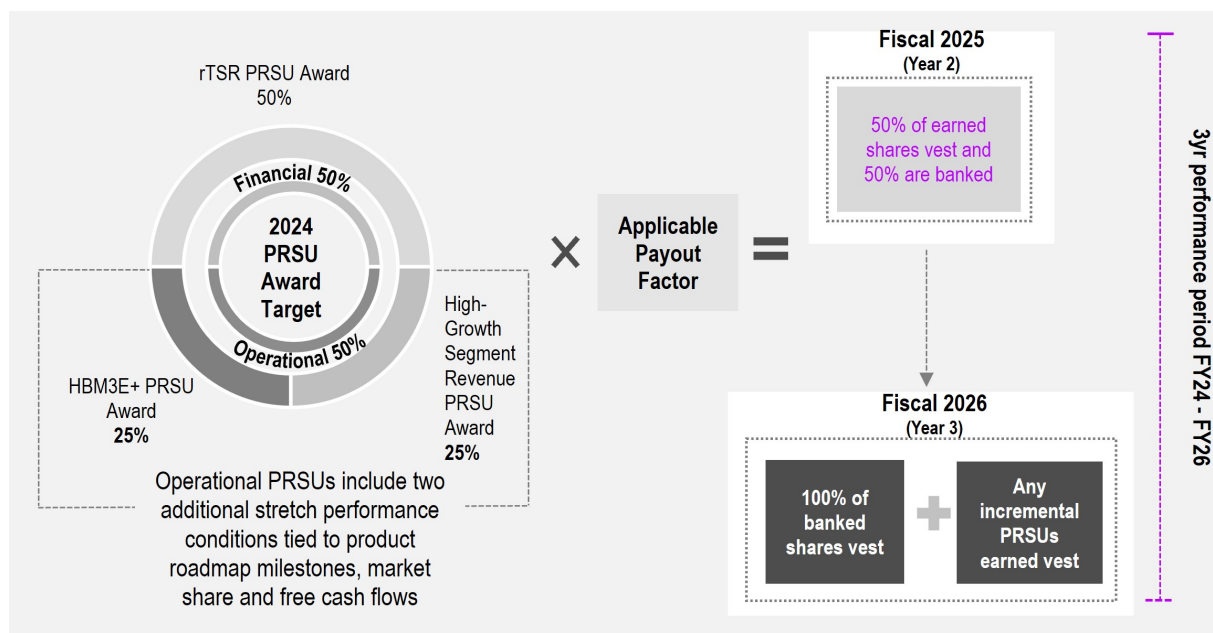 rTSR PRSU Award
50%
Financial 50%
2024
PRSU
Award
Target
Operational 50%
HBM3E+ PRSU
Award
25%
High-
Growth
Segment
Revenue
PRSU
Award
25%
Operational PRSUs include two
additional stretch performance
conditions tied to product
roadmap milestones, market
share and free cash flows
×
Applicable
Payout
Factor
=
Fiscal 2025
(Year 2)
50% of earned
shares vest and
50% are banked
Fiscal 2026
(Year 3)
100% of
banked
shares vest
+
Any
incremental
PRSUs
earned vest
3yr performance period FY24 - FY26